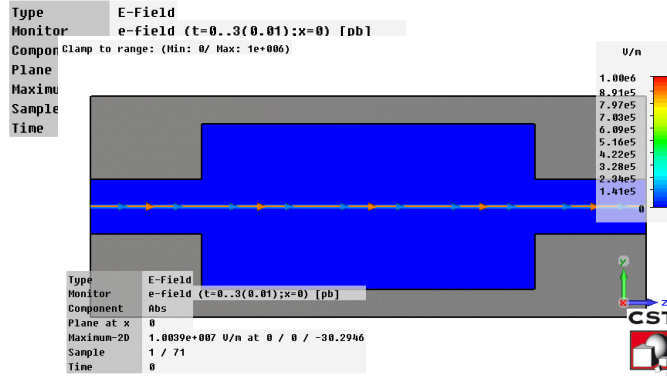 Type E-Field
Monitor e-field (t=0..3(0.01);x=0) [pb]
Compon
Clamp to range: (Min: 0/ Max: 1e+006)
Plane
Maximu
Sample
Time
V/m
1.00e6
8.91e5
7.97e5
7.03e5
6.09e5
5.16e5
4.22e5
3.28e5
2.34e5
1.41e5
0
y
z
x
CST
Type E-Field
Monitor e-field (t=0..3(0.01);x=0) [pb]
Component Abs
Plane at x 0
Maximum-2D 1.0039e+007 V/m at 0 / 0 / -30.2946
Sample 1 / 71
Time 0